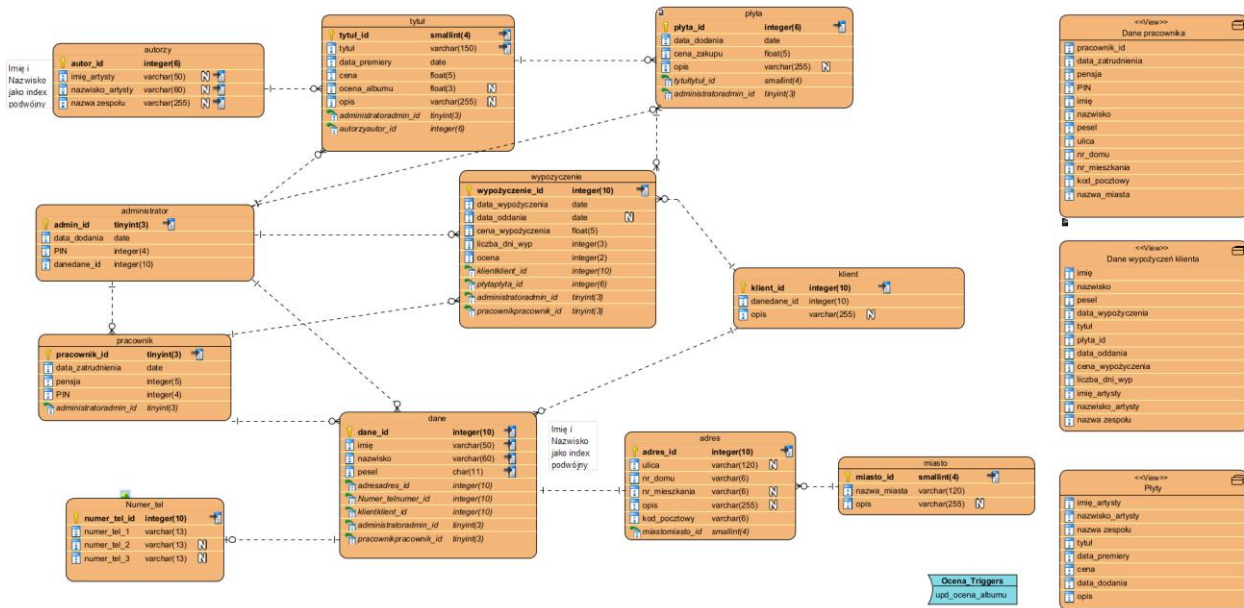 autorzy
autor_id integer(6)
imię_artysty varchar(50) N
nazwisko_artysty varchar(60) N
nazwa zespołu varchar(255) N
Imię i
Nazwisko
jako index
podwójny
tytuł
tytuł_id smallint(4)
tytuł varchar(150)
data_premiery date
cena float(5)
ocena_albumu float(3) N
opis varchar(255) N
administratoradmin_id tinyint(3)
autorzyautor_id integer(6)
płyta
płyta_id integer(6)
data_dodania date
cena_zakupu float(5)
opis varchar(255) N
tytułtytuł_id smallint(4)
administratoradmin_id tinyint(3)
<<View>>
Dane pracownika
pracownik_id
data_zatrudnienia
pensja
PIN
imię
nazwisko
pesel
ulica
nr_domu
nr_mieszkania
kod_pocztowy
nazwa_miasta
administrator
admin_id tinyint(3)
data_dodania date
PIN integer(4)
danedane_id integer(10)
wypożyczenie
wypożyczenie_id integer(10)
data_wypożyczenia date
data_oddania date N
cena_wypożyczenia float(5)
liczba_dni_wyp integer(3)
ocena integer(2)
klientklient_id integer(10)
płytapłyta_id integer(6)
administratoradmin_id tinyint(3)
pracownikpracownik_id tinyint(3)
klient
klient_id integer(10)
danedane_id integer(10)
opis varchar(255) N
<<View>>
Dane wypożyczeń klienta
imię
nazwisko
pesel
data_wypożyczenia
tytuł
płyta_id
data_oddania
cena_wypożyczenia
liczba_dni_wyp
imię_artysty
nazwisko_artysty
nazwa zespołu
pracownik
pracownik_id tinyint(3)
data_zatrudnienia date
pensja integer(5)
PIN integer(4)
administratoradmin_id tinyint(3)
dane
dane_id integer(10)
imię varchar(50)
nazwisko varchar(60)
pesel char(11)
adresadres_id integer(10)
Numer_telnumer_id integer(10)
klientklient_id integer(10)
administratoradmin_id tinyint(3)
pracownikpracownik_id tinyint(3)
Imię i
Nazwisko
jako index
podwójny
adres
adres_id integer(10)
ulica varchar(120) N
nr_domu varchar(6)
nr_mieszkania varchar(6) N
opis varchar(255) N
kod_pocztowy varchar(6)
miastomiasto_id smallint(4)
miasto
miasto_id smallint(4)
nazwa_miasta varchar(120)
opis varchar(255) N
<<View>>
Płyty
imię_artysty
nazwisko_artysty
nazwa zespołu
tytuł
data_premiery
cena
data_dodania
opis
Numer_tel
numer_tel_id integer(10)
numer_tel_1 varchar(13)
numer_tel_2 varchar(13) N
numer_tel_3 varchar(13) N
Ocena_Triggers
upd_ocena_albumu